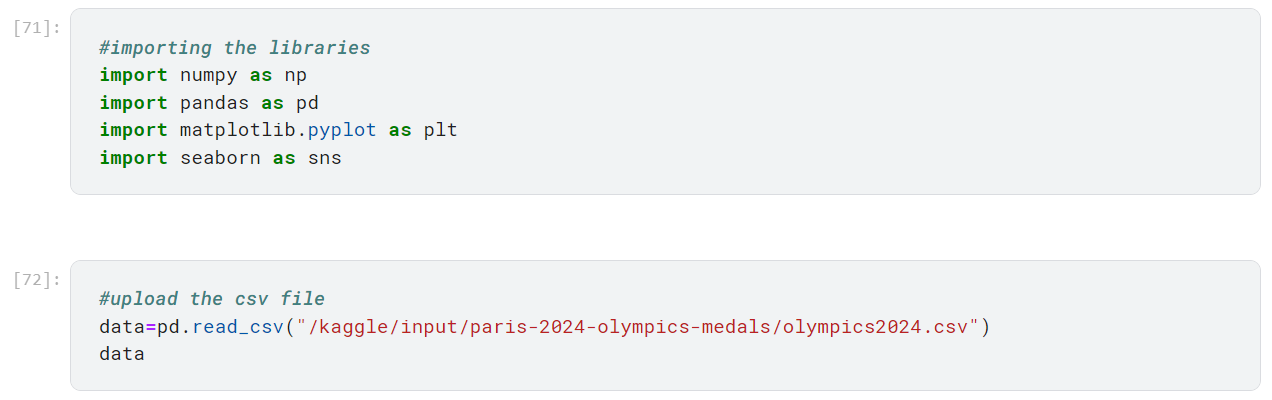 [71]:
#importing the libraries
import numpy as np
import pandas as pd
import matplotlib.pyplot as plt
import seaborn as sns
[72]:
#upload the csv file
data=pd.read_csv("/kaggle/input/paris-2024-olympics-medals/olympics2024.csv")
data